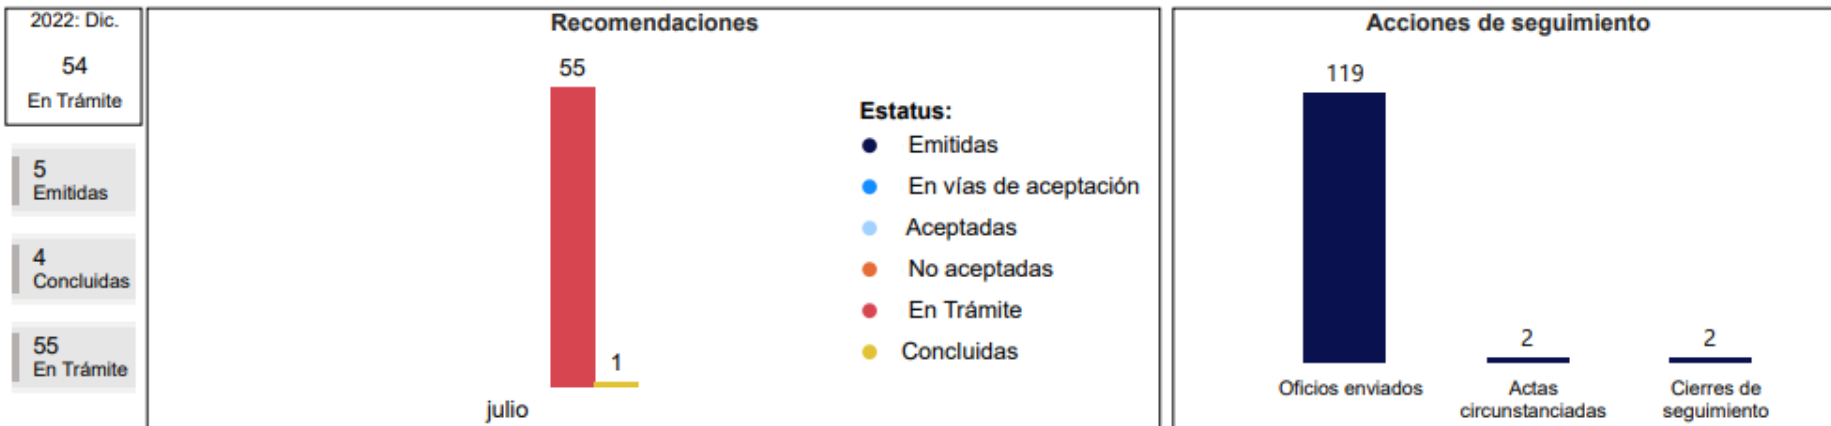 2022: Dic.
54
En Trámite
5
Emitidas
4
Concluidas
55
En Trámite
Recomendaciones
55
1
julio
Estatus:
Emitidas
En vías de aceptación
Aceptadas
No aceptadas
En Trámite
Concluidas
Acciones de seguimiento
119
2
2
Oficios enviados
Actas
circunstanciadas
Cierres de
seguimiento